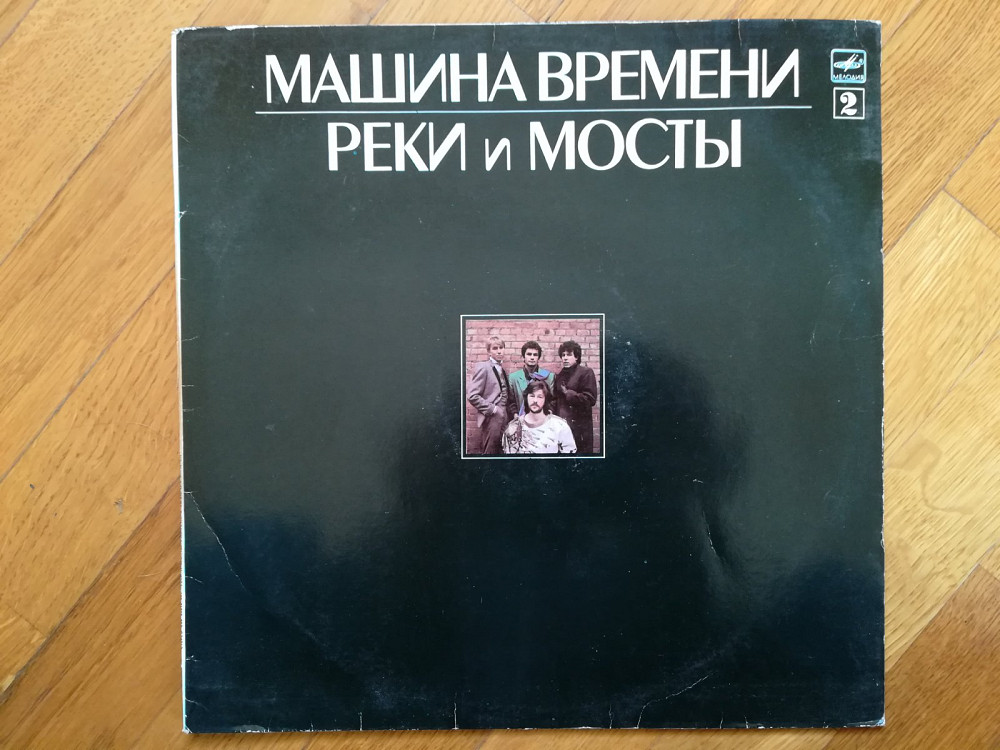 МАШИНА ВРЕМЕНИ
РЕКИ и МОСТЫ
МЕЛОДИЯ
2